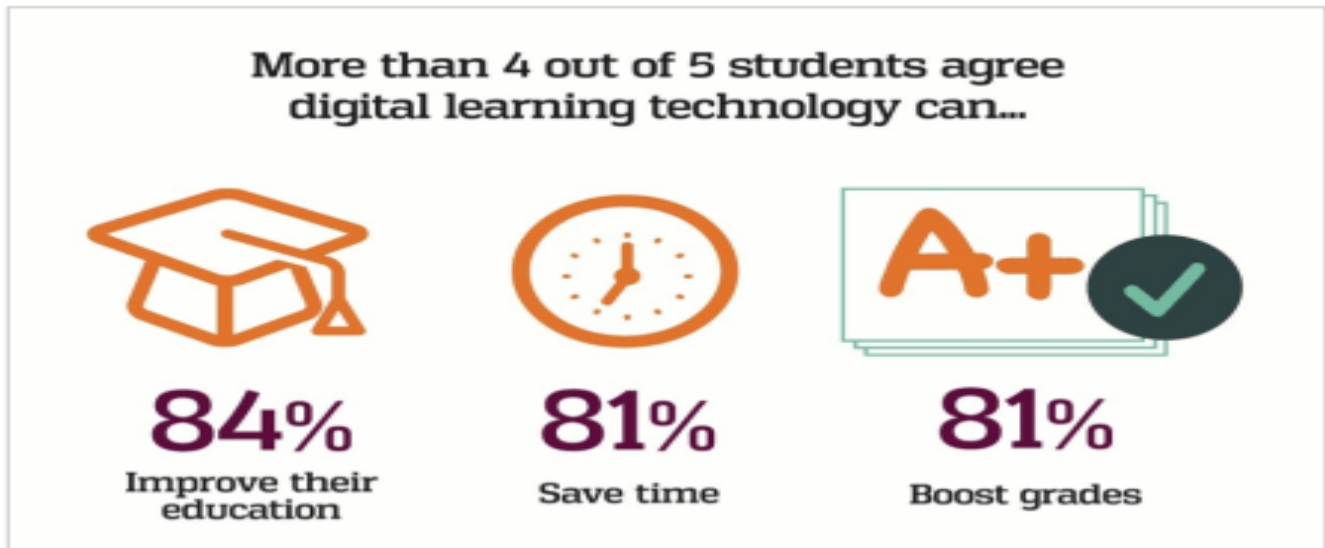 More than 4 out of 5 students agree
digital learning technology can...
A+
84% 81% 81%
Improve their
education
Save time
Boost grades